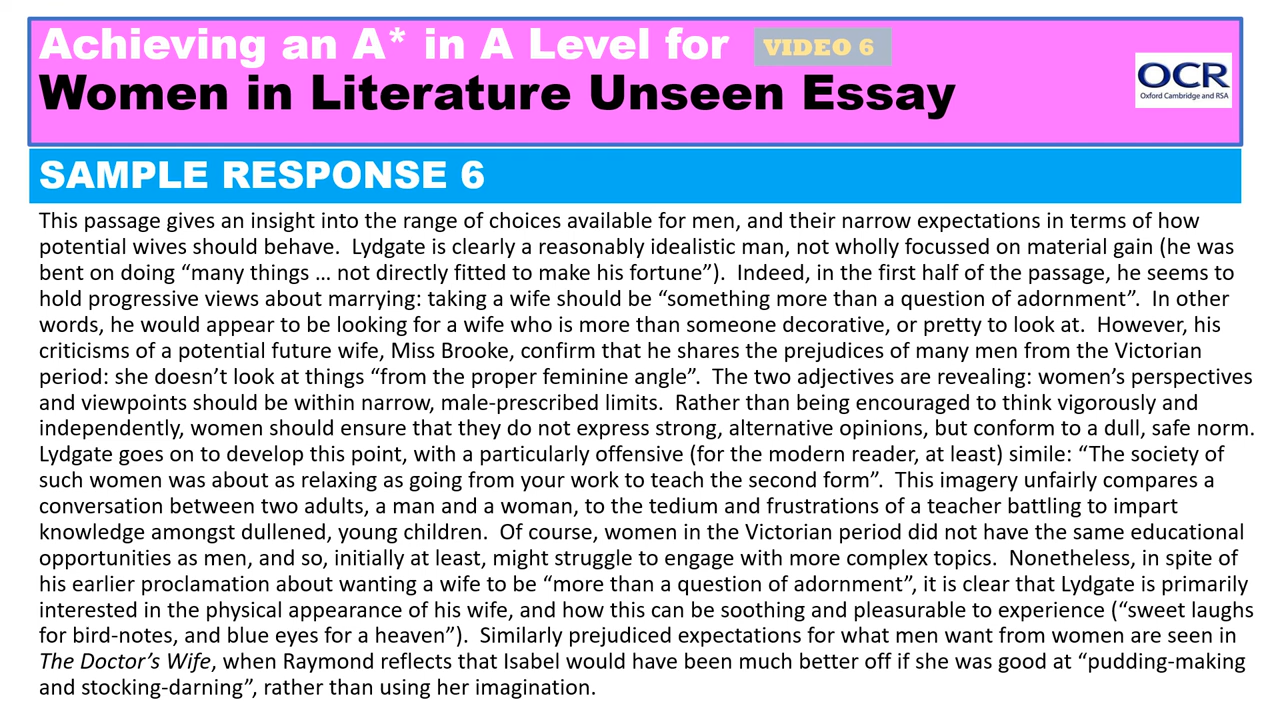 Achieving an A* in A Level for VIDEO 6
Women in Literature Unseen Essay
OCR
Oxford Cambridge and RSA
SAMPLE RESPONSE 6
This passage gives an insight into the range of choices available for men, and their narrow expectations in terms of how
potential wives should behave.  Lydgate is clearly a reasonably idealistic man, not wholly focussed on material gain (he was
bent on doing “many things … not directly fitted to make his fortune”).  Indeed, in the first half of the passage, he seems to
hold progressive views about marrying: taking a wife should be “something more than a question of adornment”.  In other
words, he would appear to be looking for a wife who is more than someone decorative, or pretty to look at.  However, his
criticisms of a potential future wife, Miss Brooke, confirm that he shares the prejudices of many men from the Victorian
period: she doesn’t look at things “from the proper feminine angle”.  The two adjectives are revealing: women’s perspectives
and viewpoints should be within narrow, male-prescribed limits.  Rather than being encouraged to think vigorously and
independently, women should ensure that they do not express strong, alternative opinions, but conform to a dull, safe norm.
Lydgate goes on to develop this point, with a particularly offensive (for the modern reader, at least) simile: “The society of
such women was about as relaxing as going from your work to teach the second form”.  This imagery unfairly compares a
conversation between two adults, a man and a woman, to the tedium and frustrations of a teacher battling to impart
knowledge amongst dullened, young children.  Of course, women in the Victorian period did not have the same educational
opportunities as men, and so, initially at least, might struggle to engage with more complex topics.  Nonetheless, in spite of
his earlier proclamation about wanting a wife to be “more than a question of adornment”, it is clear that Lydgate is primarily
interested in the physical appearance of his wife, and how this can be soothing and pleasurable to experience (“sweet laughs
for bird-notes, and blue eyes for a heaven”).  Similarly prejudiced expectations for what men want from women are seen in
The Doctor’s Wife, when Raymond reflects that Isabel would have been much better off if she was good at “pudding-making
and stocking-darning”, rather than using her imagination.